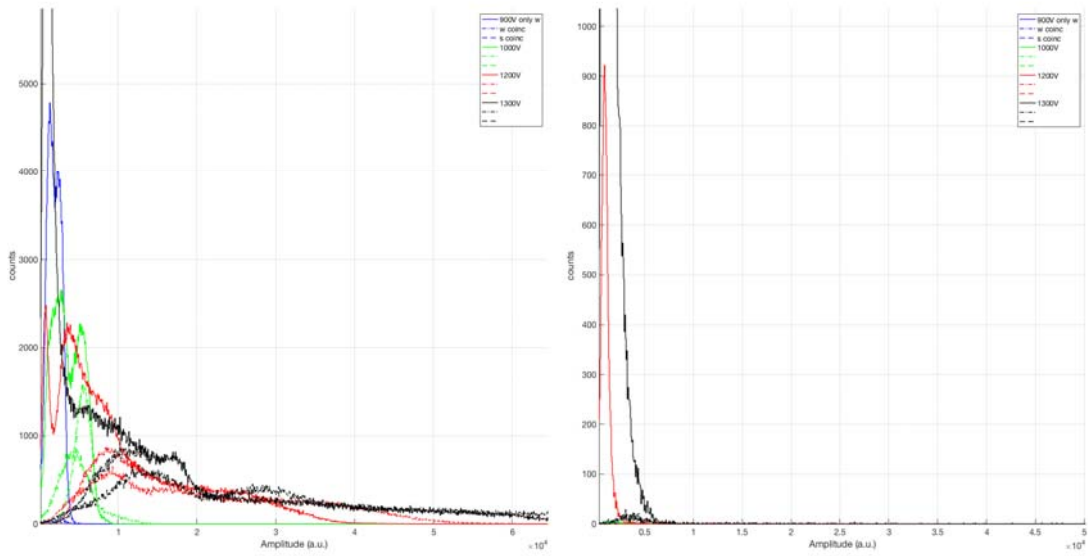 900V only w
w coinc
s coinc
1000V
1200V
1300V
5000
4000
3000
2000
1000
0
counts
0
1
2
3
4
5
6
Amplitude (a.u.)
×10⁴
900V only w
w coinc
s coinc
1000V
1200V
1300V
1000
900
800
700
600
500
400
300
200
100
0
counts
0.5
1
1.5
2
2.5
3
3.5
4
4.5
5
Amplitude (a.u.)
×10⁴